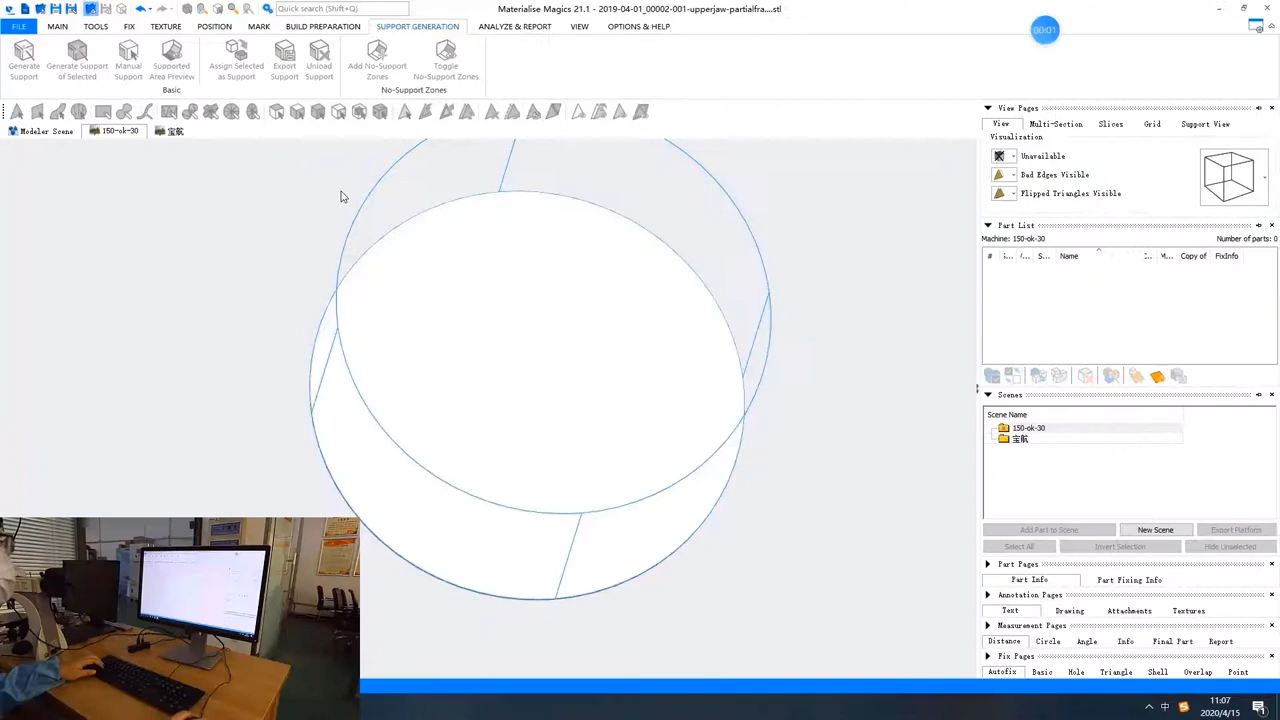 Quick search (Shift+Q)
Materialise Magics 21.1 - 2019-04-01_00002-001-upperjaw-partialfra....stl
FILE MAIN TOOLS FIX TEXTURE POSITION MARK BUILD PREPARATION SUPPORT GENERATION ANALYZE & REPORT VIEW OPTIONS & HELP
00:01
Generate Support
Generate Support of Selected
Manual Support
Supported Area Preview
Assign Selected as Support
Export Support
Unload Support
Add No-Support Zones
Toggle No-Support Zones
Basic
No-Support Zones
Modeler Scene 150-ok-30 宝航
View Pages
View Multi-Section Slices Grid Support View
Visualization
Unavailable
Bad Edges Visible
Flipped Triangles Visible
Part List
Machine: 150-ok-30 Number of parts: 0
# i... /... S... Name ... M... Copy of FixInfo
Scenes
Scene Name
150-ok-30
宝航
Add Part to Scene New Scene Export Platform
Select All Invert Selection Hide Unselected
Part Pages
Part Info Part Fixing Info
Annotation Pages
Text Drawing Attachments Textures
Measurement Pages
Distance Circle Angle Info Final Part Report
Fix Pages
Autofix Basic Hole Triangle Shell Overlap Point
中
11:07
2020/4/15